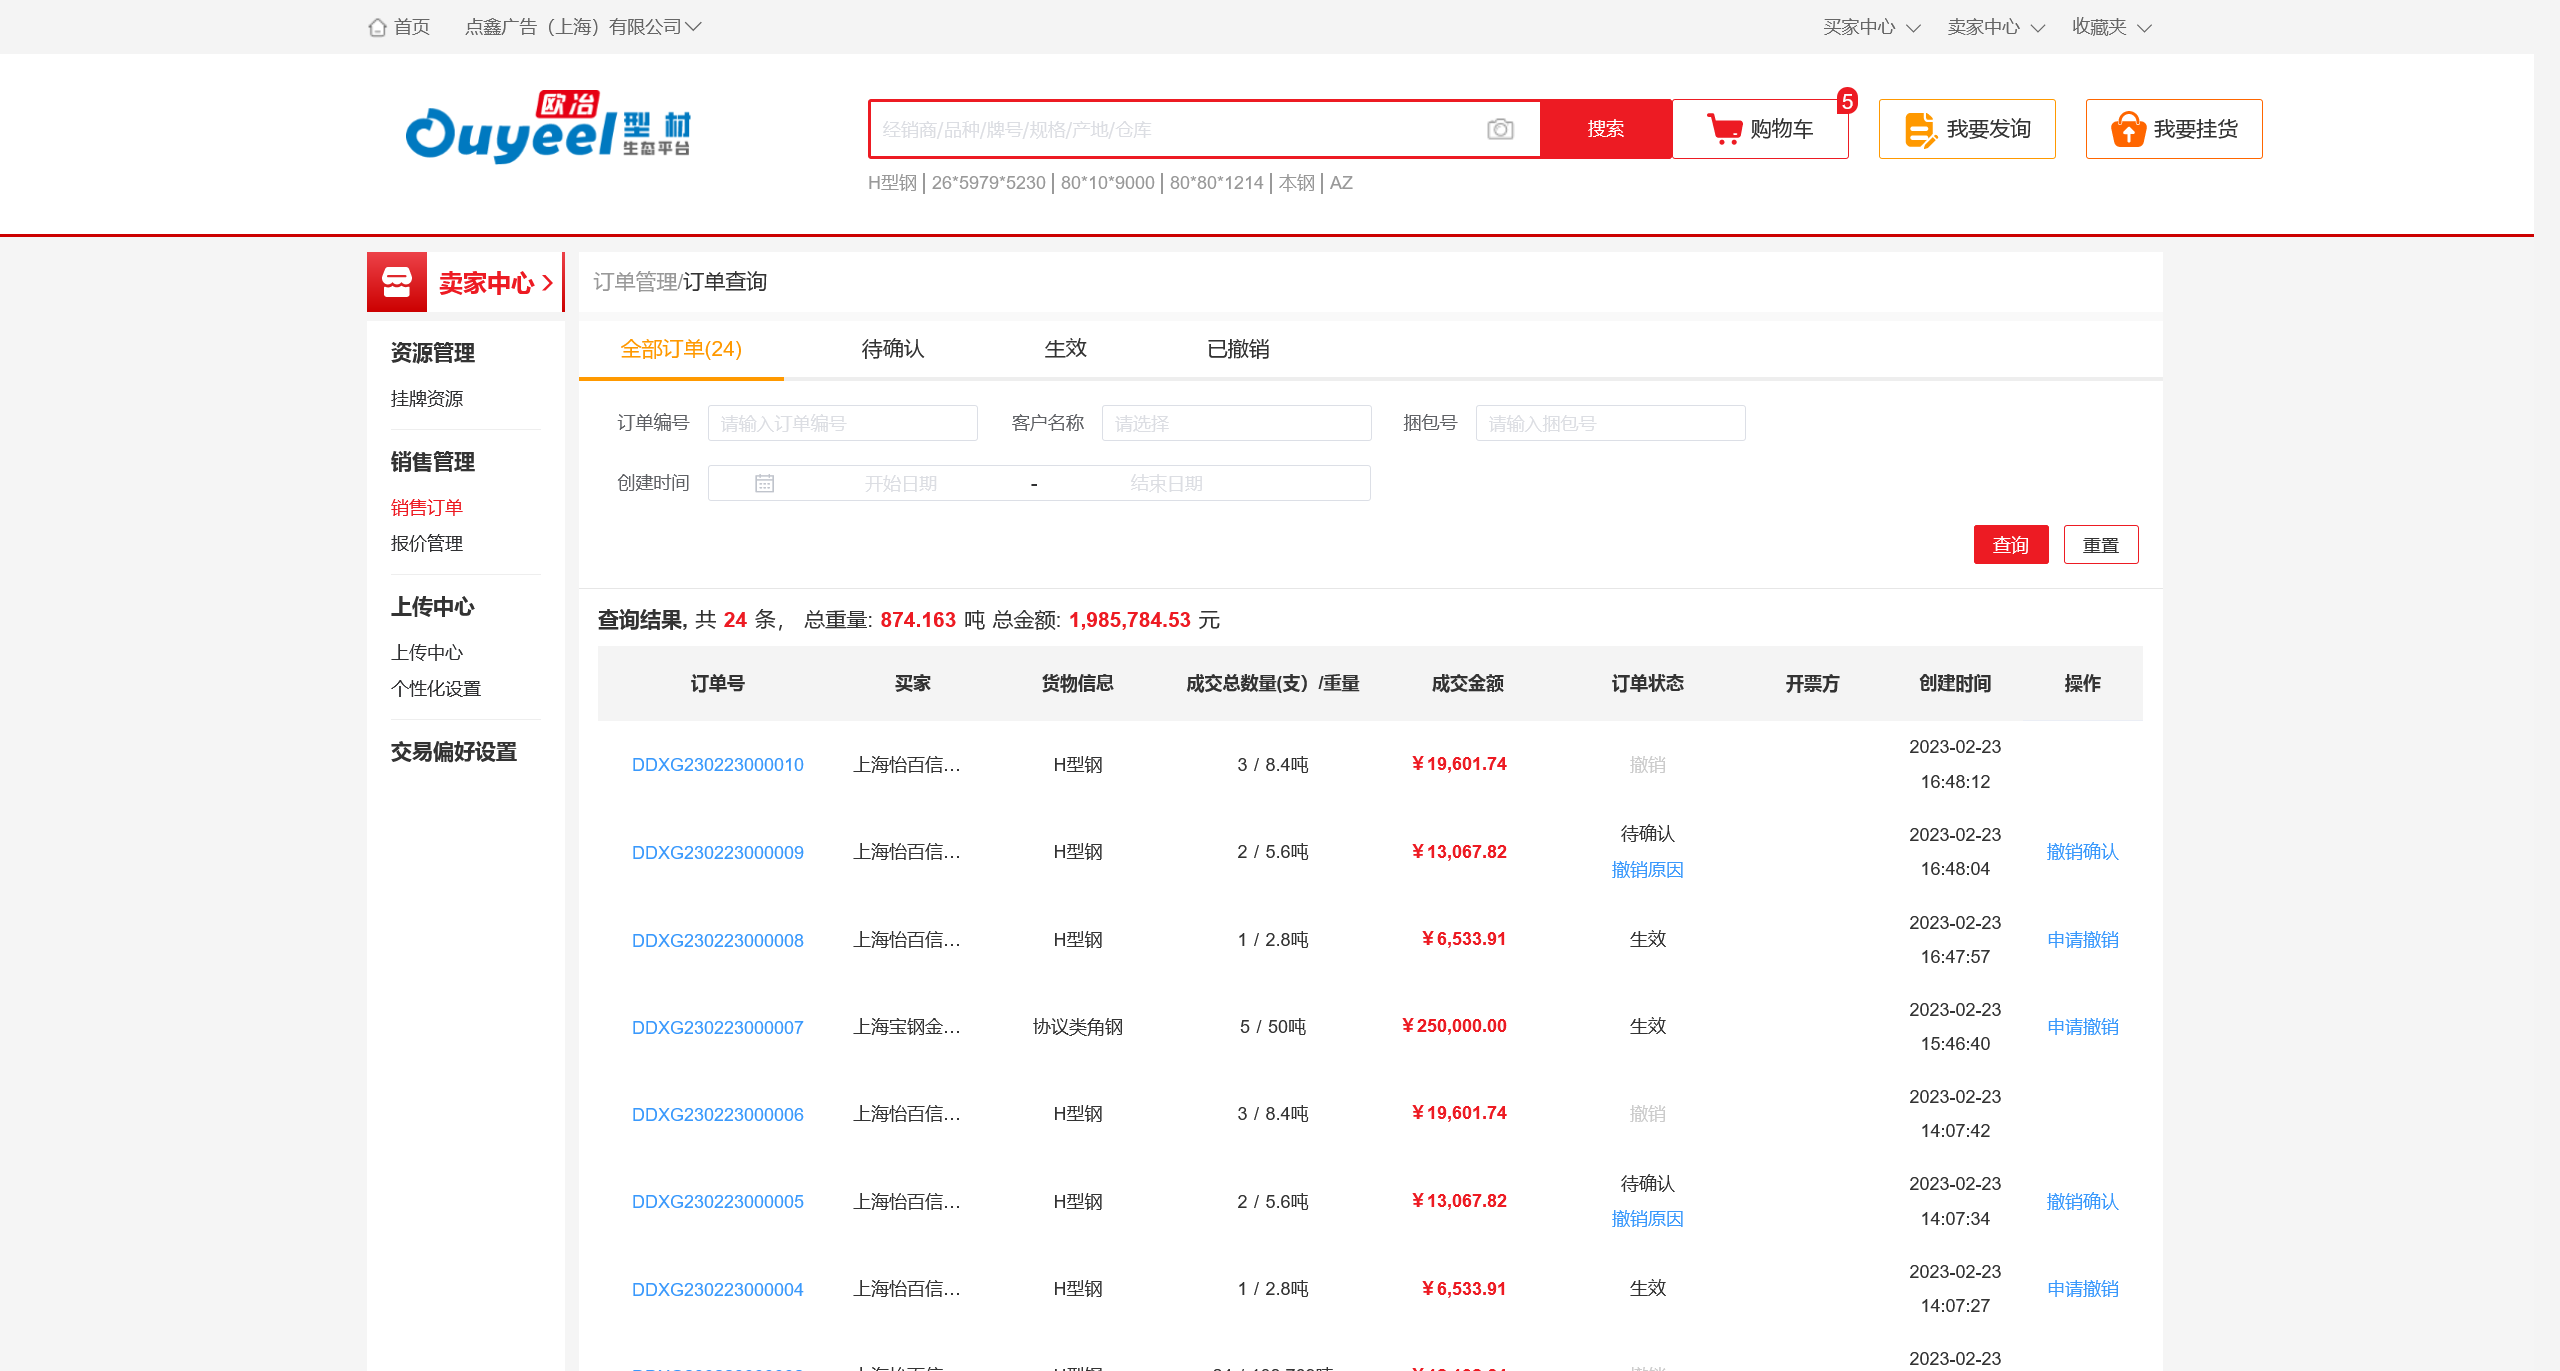 首页 点鑫广告（上海）有限公司 买家中心 卖家中心 收藏夹
欧冶 Ouyeel 型材 生态平台
经销商/品种/牌号/规格/产地/仓库 搜索 购物车 5 我要发询 我要挂货
H型钢 | 26*5979*5230 | 80*10*9000 | 80*80*1214 | 本钢 | AZ
卖家中心 >
资源管理
挂牌资源
销售管理
销售订单
报价管理
上传中心
上传中心
个性化设置
交易偏好设置
订单管理/订单查询
全部订单(24) 待确认 生效 已撤销
订单编号 请输入订单编号 客户名称 请选择 捆包号 请输入捆包号
创建时间 开始日期 - 结束日期
查询 重置
查询结果, 共 24 条， 总重量: 874.163 吨 总金额: 1,985,784.53 元
订单号 买家 货物信息 成交总数量(支）/重量 成交金额 订单状态 开票方 创建时间 操作
DDXG230223000010 上海怡百信... H型钢 3 / 8.4吨 ￥19,601.74 撤销 2023-02-23 16:48:12
DDXG230223000009 上海怡百信... H型钢 2 / 5.6吨 ￥13,067.82 待确认 撤销原因 2023-02-23 16:48:04 撤销确认
DDXG230223000008 上海怡百信... H型钢 1 / 2.8吨 ￥6,533.91 生效 2023-02-23 16:47:57 申请撤销
DDXG230223000007 上海宝钢金... 协议类角钢 5 / 50吨 ￥250,000.00 生效 2023-02-23 15:46:40 申请撤销
DDXG230223000006 上海怡百信... H型钢 3 / 8.4吨 ￥19,601.74 撤销 2023-02-23 14:07:42
DDXG230223000005 上海怡百信... H型钢 2 / 5.6吨 ￥13,067.82 待确认 撤销原因 2023-02-23 14:07:34 撤销确认
DDXG230223000004 上海怡百信... H型钢 1 / 2.8吨 ￥6,533.91 生效 2023-02-23 14:07:27 申请撤销
2023-02-23